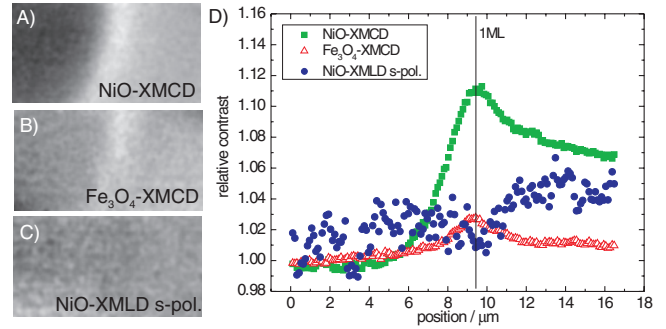 A)
NiO-XMCD
B)
Fe₃O₄-XMCD
C)
NiO-XMLD s-pol.
D)
relative contrast
1.16
1.14
1.12
1.10
1.08
1.06
1.04
1.02
1.00
0.98
NiO-XMCD
Fe₃O₄-XMCD
NiO-XMLD s-pol.
1ML
0 2 4 6 8 10 12 14 16 18
position / μm